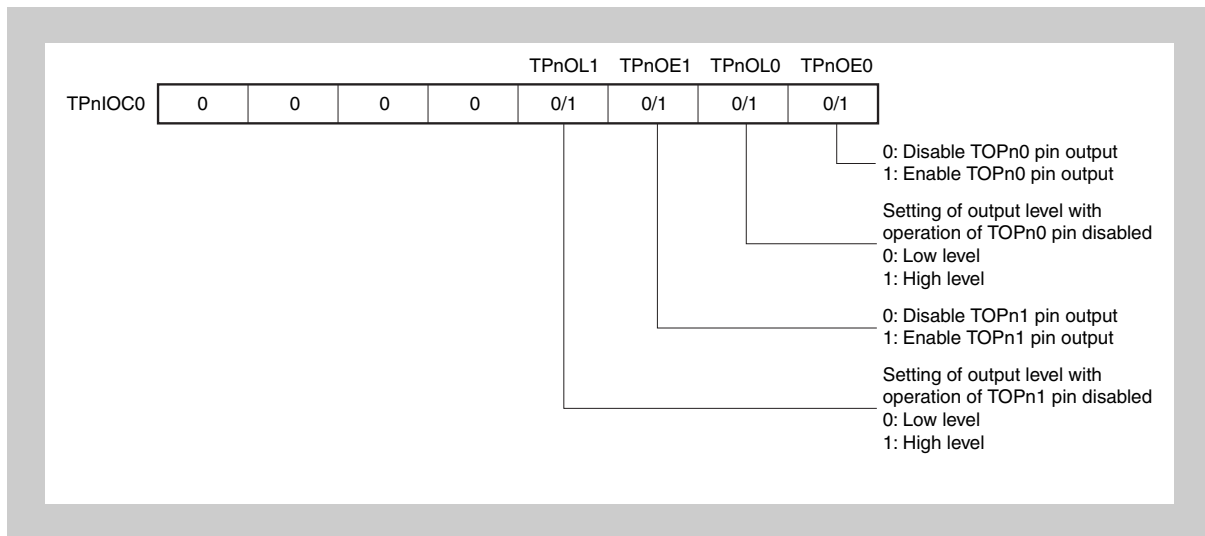 TPnOL1 TPnOE1 TPnOL0 TPnOE0
TPnIOC0 0 0 0 0 0/1 0/1 0/1 0/1
0: Disable TOPn0 pin output
1: Enable TOPn0 pin output
Setting of output level with
operation of TOPn0 pin disabled
0: Low level
1: High level
0: Disable TOPn1 pin output
1: Enable TOPn1 pin output
Setting of output level with
operation of TOPn1 pin disabled
0: Low level
1: High level